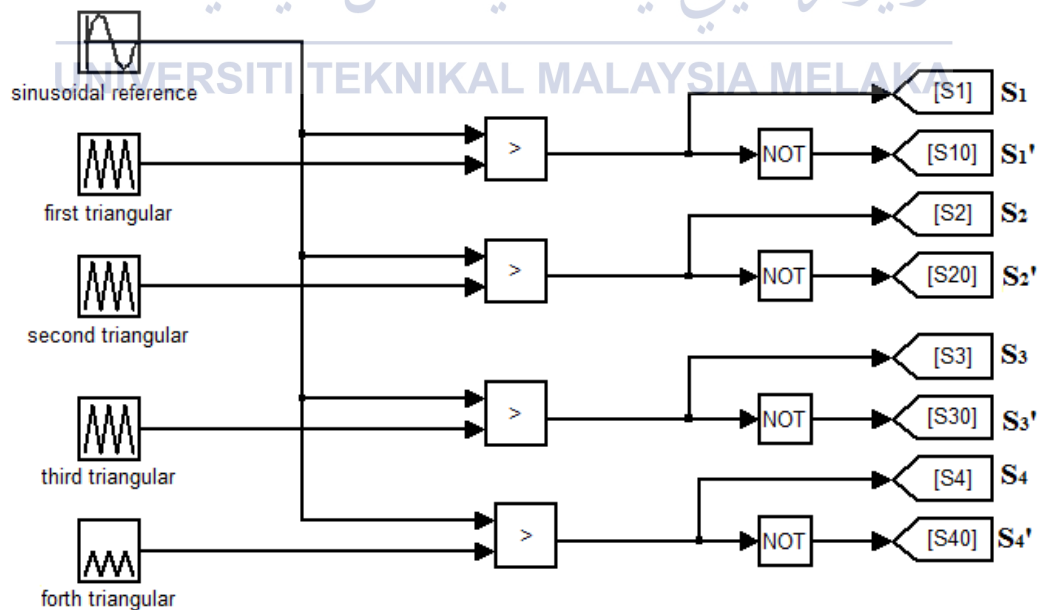 UNIVERSITI TEKNIKAL MALAYSIA MELAKA
sinusoidal reference
[S1] S1
>
NOT
[S10] S1'
first triangular
[S2] S2
>
NOT
[S20] S2'
second triangular
[S3] S3
>
NOT
[S30] S3'
third triangular
[S4] S4
>
NOT
[S40] S4'
forth triangular